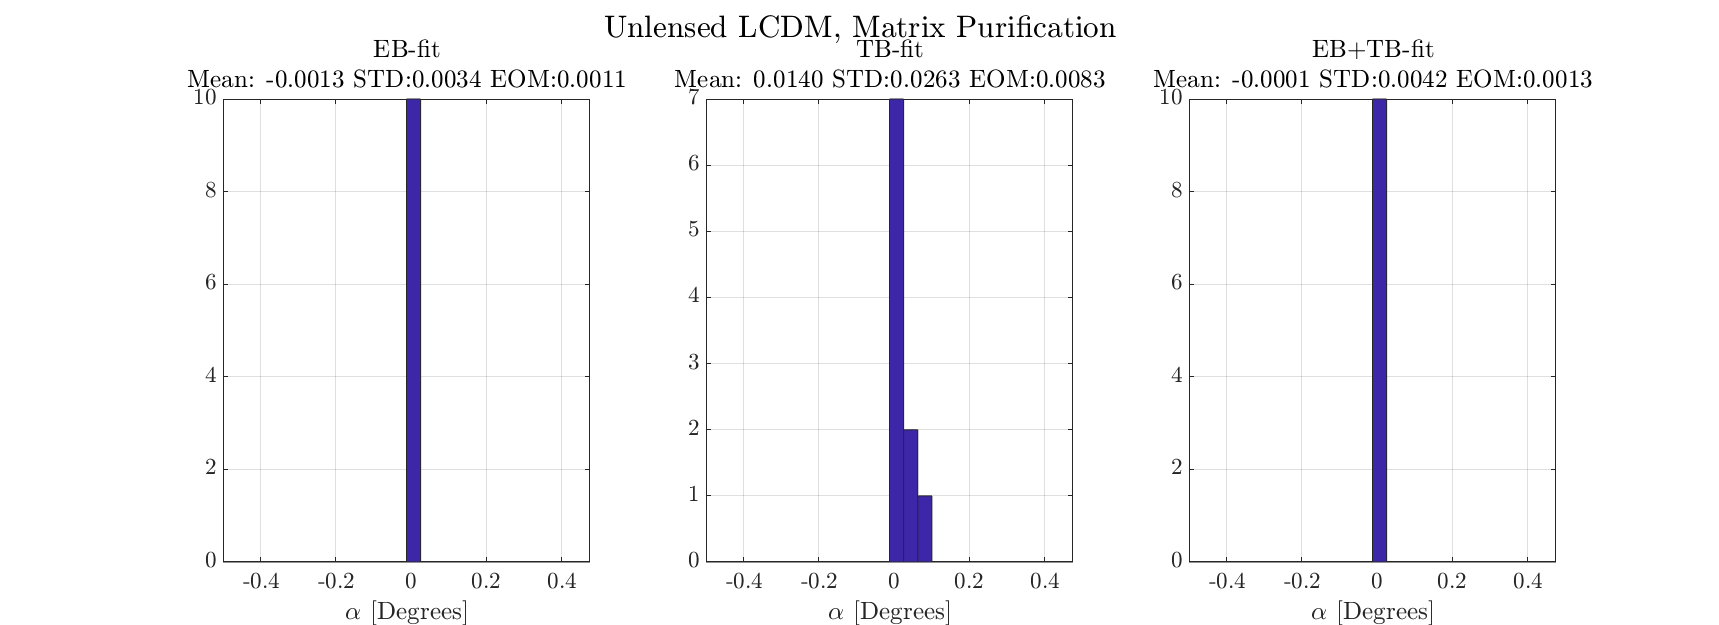 Unlensed LCDM, Matrix Purification
EB-fit
Mean: -0.0013 STD:0.0034 EOM:0.0011
10
8
6
4
2
0
-0.4 -0.2 0 0.2 0.4
α [Degrees]
TB-fit
Mean: 0.0140 STD:0.0263 EOM:0.0083
7
6
5
4
3
2
1
0
-0.4 -0.2 0 0.2 0.4
α [Degrees]
EB+TB-fit
Mean: -0.0001 STD:0.0042 EOM:0.0013
10
8
6
4
2
0
-0.4 -0.2 0 0.2 0.4
α [Degrees]